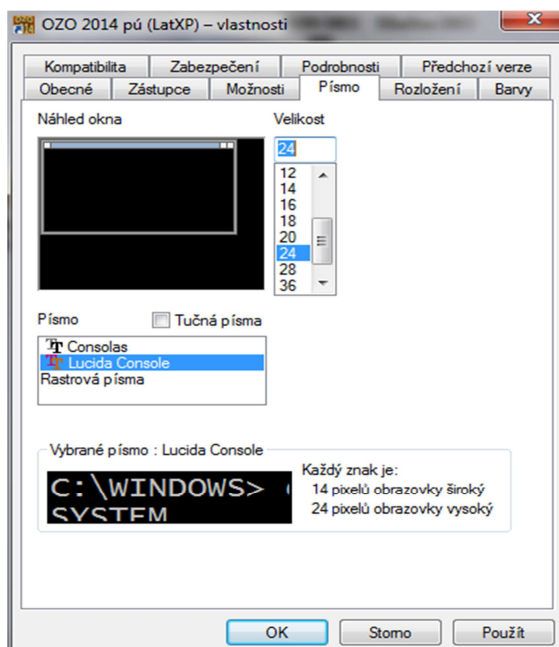 OZO 2014 pú (LatXP) – vlastnosti
Kompatibilita Zabezpečení Podrobnosti Předchozí verze
Obecné Zástupce Možnosti Písmo Rozložení Barvy
Náhled okna Velikost
24
12
14
16
18
20
24
28
36
Písmo Tučná písma
Consolas
Lucida Console
Rastrová písma
Vybrané písmo : Lucida Console
C:\WINDOWS>
SYSTEM
Každý znak je:
14 pixelů obrazovky široký
24 pixelů obrazovky vysoký
OK Storno Použít